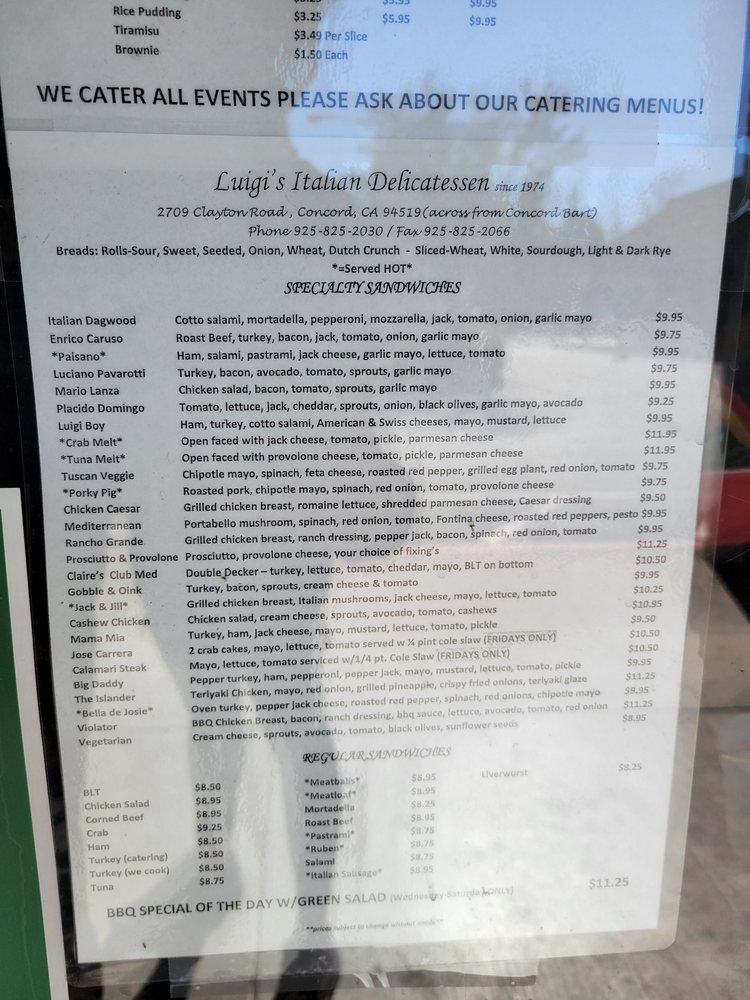 $3.25 $5.95 $9.95
Rice Pudding $3.25 $5.95 $9.95
Tiramisu $3.49 Per Slice
Brownie $1.50 Each
WE CATER ALL EVENTS PLEASE ASK ABOUT OUR CATERING MENUS!
Luigi's Italian Delicatessen since 1974
2709 Clayton Road, Concord, CA 94519 (across from Concord Bart)
Phone 925-825-2030 / Fax 925-825-2066
Breads: Rolls-Sour, Sweet, Seeded, Onion, Wheat, Dutch Crunch - Sliced-Wheat, White, Sourdough, Light & Dark Rye
*=Served HOT*
SPECIALTY SANDWICHES
Italian Dagwood Cotto salami, mortadella, pepperoni, mozzarella, jack, tomato, onion, garlic mayo $9.95
Enrico Caruso Roast Beef, turkey, bacon, jack, tomato, onion, garlic mayo $9.75
*Paisano* Ham, salami, pastrami, jack cheese, garlic mayo, lettuce, tomato $9.95
Luciano Pavarotti Turkey, bacon, avocado, tomato, sprouts, garlic mayo $9.75
Mario Lanza Chicken salad, bacon, tomato, sprouts, garlic mayo $9.95
Placido Domingo Tomato, lettuce, jack, cheddar, sprouts, onion, black olives, garlic mayo, avocado $9.25
Luigi Boy Ham, turkey, cotto salami, American & Swiss cheeses, mayo, mustard, lettuce $9.95
*Crab Melt* Open faced with jack cheese, tomato, pickle, parmesan cheese $11.95
*Tuna Melt* Open faced with provolone cheese, tomato, pickle, parmesan cheese $11.95
Tuscan Veggie Chipotle mayo, spinach, feta cheese, roasted red pepper, grilled egg plant, red onion, tomato $9.75
*Porky Pig* Roasted pork, chipotle mayo, spinach, red onion, tomato, provolone cheese $9.75
Chicken Caesar Grilled chicken breast, romaine lettuce, shredded parmesan cheese, Caesar dressing $9.50
Mediterranean Portabello mushroom, spinach, red onion, tomato, Fontina cheese, roasted red peppers, pesto $9.95
Rancho Grande Grilled chicken breast, ranch dressing, pepper jack, bacon, spinach, red onion, tomato $9.95
Prosciutto & Provolone Prosciutto, provolone cheese, your choice of fixing's $11.25
Claire's Club Med Double Decker – turkey, lettuce, tomato, cheddar, mayo, BLT on bottom $10.50
Gobble & Oink Turkey, bacon, sprouts, cream cheese & tomato $9.95
*Jack & Jill* Grilled chicken breast, Italian mushrooms, jack cheese, mayo, lettuce, tomato $10.25
Cashew Chicken Chicken salad, cream cheese, sprouts, avocado, tomato, cashews $10.95
Mama Mia Turkey, ham, jack cheese, mayo, mustard, lettuce, tomato, pickle $9.50
Jose Carrera 2 crab cakes, mayo, lettuce, tomato served w ¼ pint cole slaw (FRIDAYS ONLY) $10.50
Calamari Steak Mayo, lettuce, tomato serviced w/1/4 pt. Cole Slaw (FRIDAYS ONLY) $10.50
Big Daddy Pepper turkey, ham, pepperoni, pepper jack, mayo, mustard, lettuce, tomato, pickle $9.95
The Islander Teriyaki Chicken, mayo, red onion, grilled pineapple, crispy fried onions, teriyaki glaze $11.25
*Bella de Josie* Oven turkey, pepper jack cheese, roasted red pepper, spinach, red onions, chipotle mayo $9.95
Violator BBQ Chicken Breast, bacon, ranch dressing, bbq sauce, lettuce, avocado, tomato, red onion $11.25
Vegetarian Cream cheese, sprouts, avocado, tomato, black olives, sunflower seeds $8.95
REGULAR SANDWICHES
BLT $8.50 *Meatballs* $8.95 Liverwurst $8.25
Chicken Salad $8.95 *Meatloaf* $8.95
Corned Beef $8.95 Mortadella $8.25
Crab $9.25 Roast Beef $8.95
Ham $8.50 *Pastrami* $8.75
Turkey (catering) $8.50 *Ruben* $8.75
Turkey (we cook) $8.50 Salami $8.75
Tuna $8.75 *Italian Sausage* $8.95
BBQ SPECIAL OF THE DAY W/GREEN SALAD (Wednesday-Saturday ONLY) $11.25
**prices subject to change without notice**